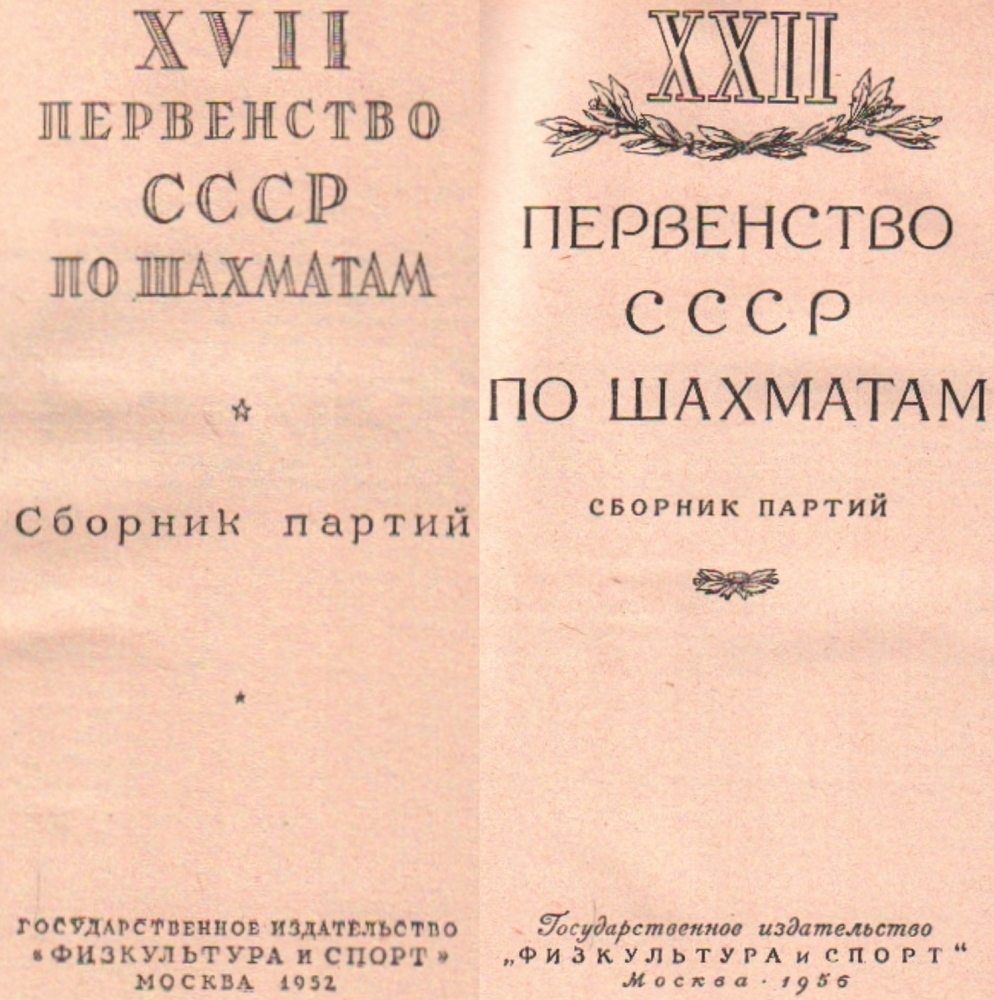 XVII
ПЕРВЕНСТВО
СССР
ПО ШАХМАТАМ
Сборник партий
ГОСУДАРСТВЕННОЕ ИЗДАТЕЛЬСТВО
«ФИЗКУЛЬТУРА И СПОРТ»
МОСКВА 1952
XXII
ПЕРВЕНСТВО
СССР
ПО ШАХМАТАМ
СБОРНИК ПАРТИЙ
Государственное издательство
„ФИЗКУЛЬТУРА и СПОРТ“
Москва · 1956